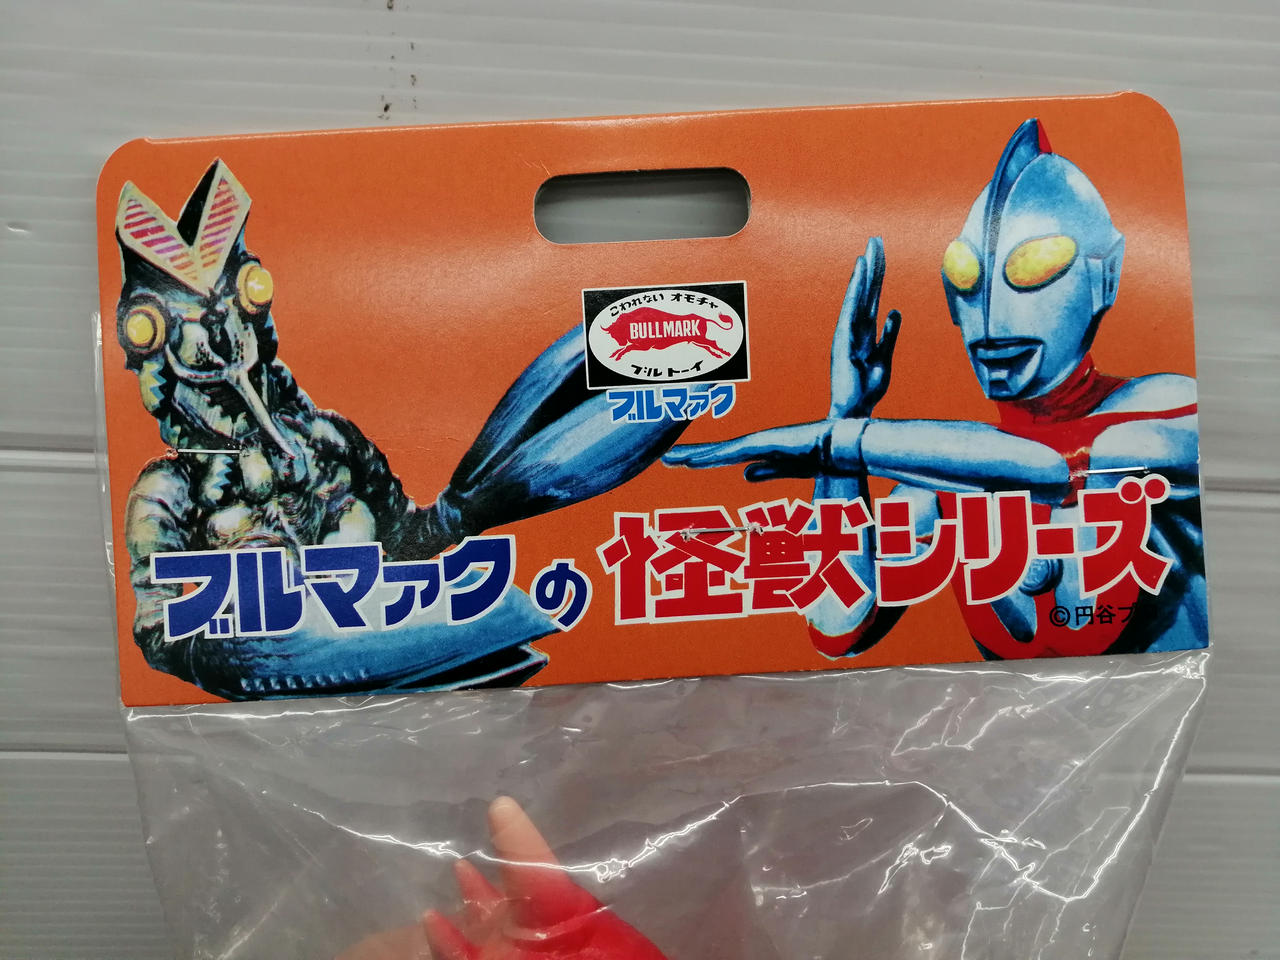 こわれない オモチャ
BULLMARK
ブル トーイ
ブルマァク
ブルマァクの怪獣シリーズ
©円谷プ